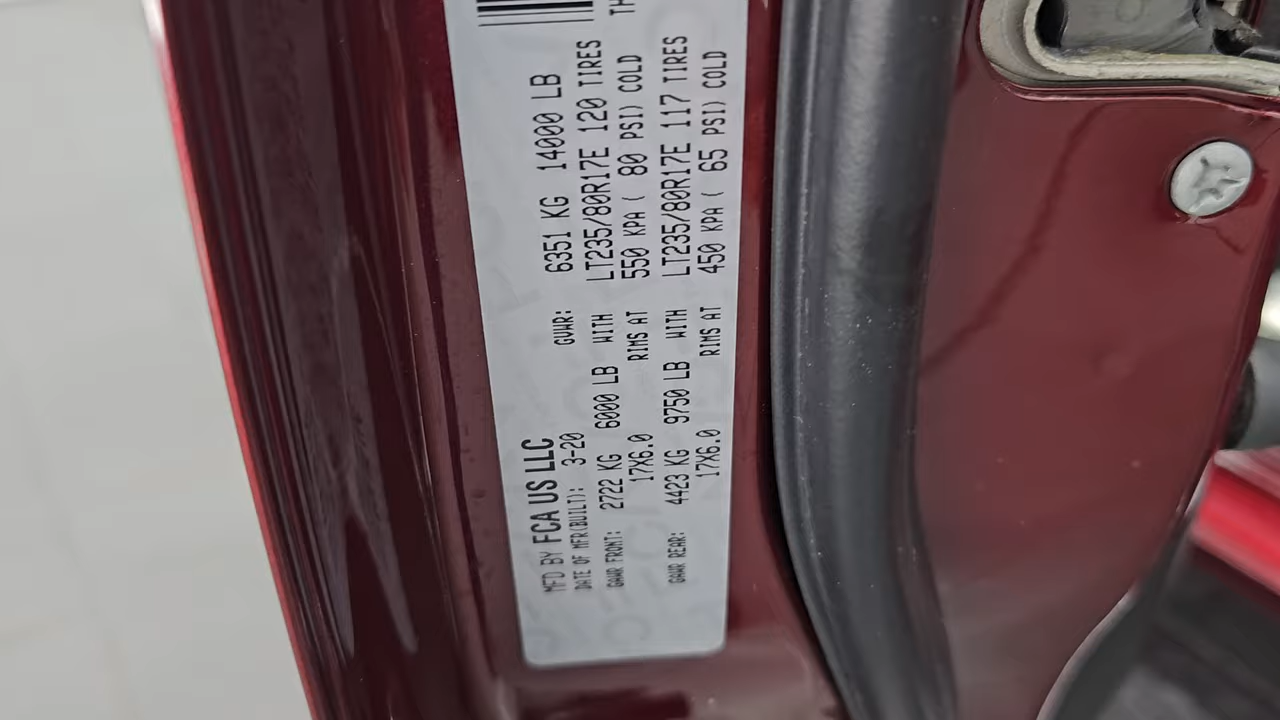 MFD BY FCA US LLC
DATE OF MFR(BUILT): 3-20 GVWR: 6351 KG 14000 LB
GAWR FRONT: 2722 KG 6000 LB WITH LT235/80R17E 120 TIRES
17X6.0 RIMS AT 550 KPA ( 80 PSI) COLD
GAWR REAR: 4423 KG 9750 LB WITH LT235/80R17E 117 TIRES
17X6.0 RIMS AT 450 KPA ( 65 PSI) COLD